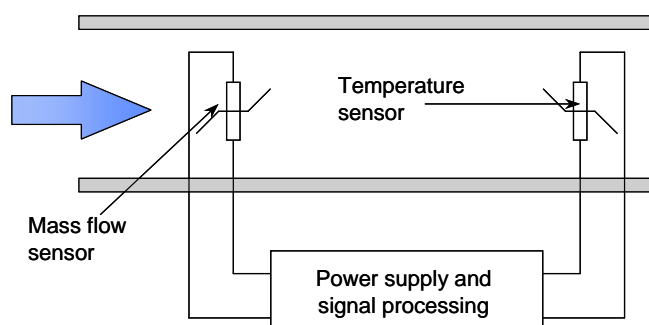 Temperature
sensor
Mass flow
sensor
Power supply and
signal processing